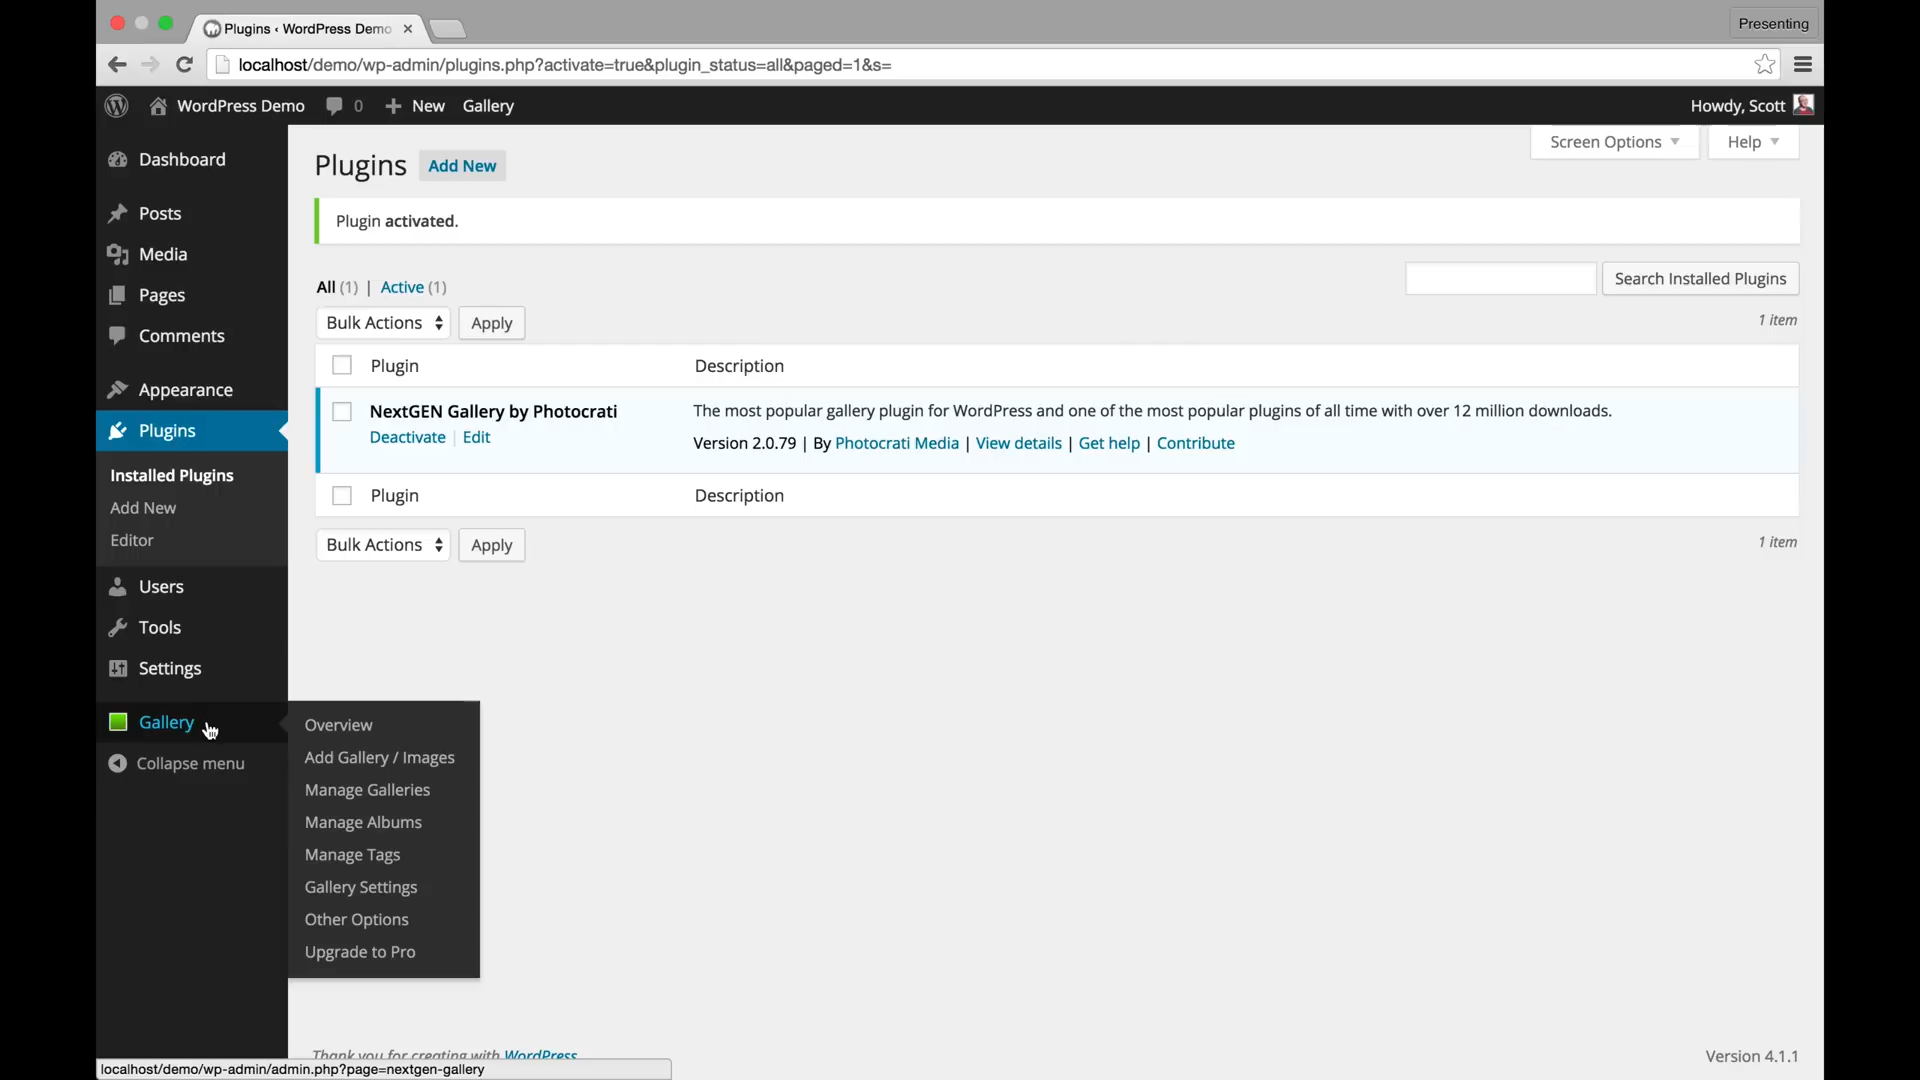 Plugins ‹ WordPress Demo
Presenting
localhost/demo/wp-admin/plugins.php?activate=true&plugin_status=all&paged=1&s=
WordPress Demo 0 New Gallery
Howdy, Scott
Dashboard
Posts
Media
Pages
Comments
Appearance
Plugins
Installed Plugins
Add New
Editor
Users
Tools
Settings
Gallery
Collapse menu
Overview
Add Gallery / Images
Manage Galleries
Manage Albums
Manage Tags
Gallery Settings
Other Options
Upgrade to Pro
Screen Options Help
Plugins Add New
Plugin activated.
All (1) | Active (1)
Search Installed Plugins
Bulk Actions Apply
1 item
Plugin Description
NextGEN Gallery by Photocrati
Deactivate | Edit
The most popular gallery plugin for WordPress and one of the most popular plugins of all time with over 12 million downloads.
Version 2.0.79 | By Photocrati Media | View details | Get help | Contribute
Plugin Description
Bulk Actions Apply
1 item
Thank you for creating with WordPress
Version 4.1.1
localhost/demo/wp-admin/admin.php?page=nextgen-gallery